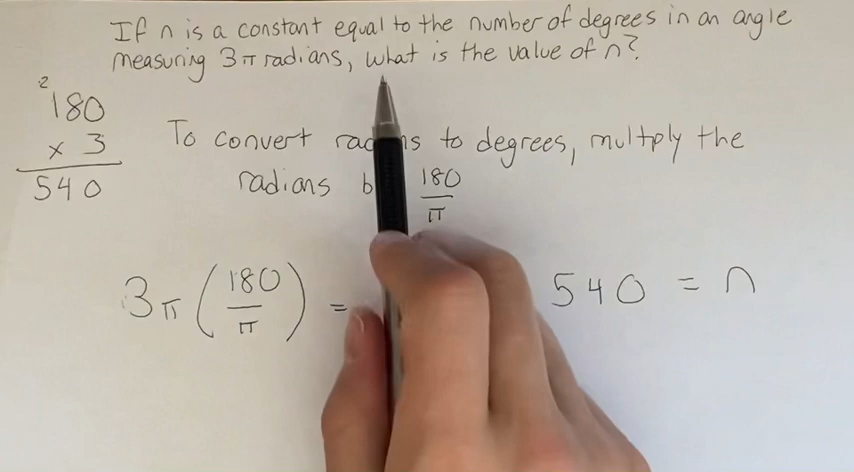 If n is a constant equal to the number of degrees in an angle
measuring 3π radians, what is the value of n?
2
180
x 3
540
To convert to degrees, multply the
radians 180
π
3π ( 180 / π ) =
540 = n